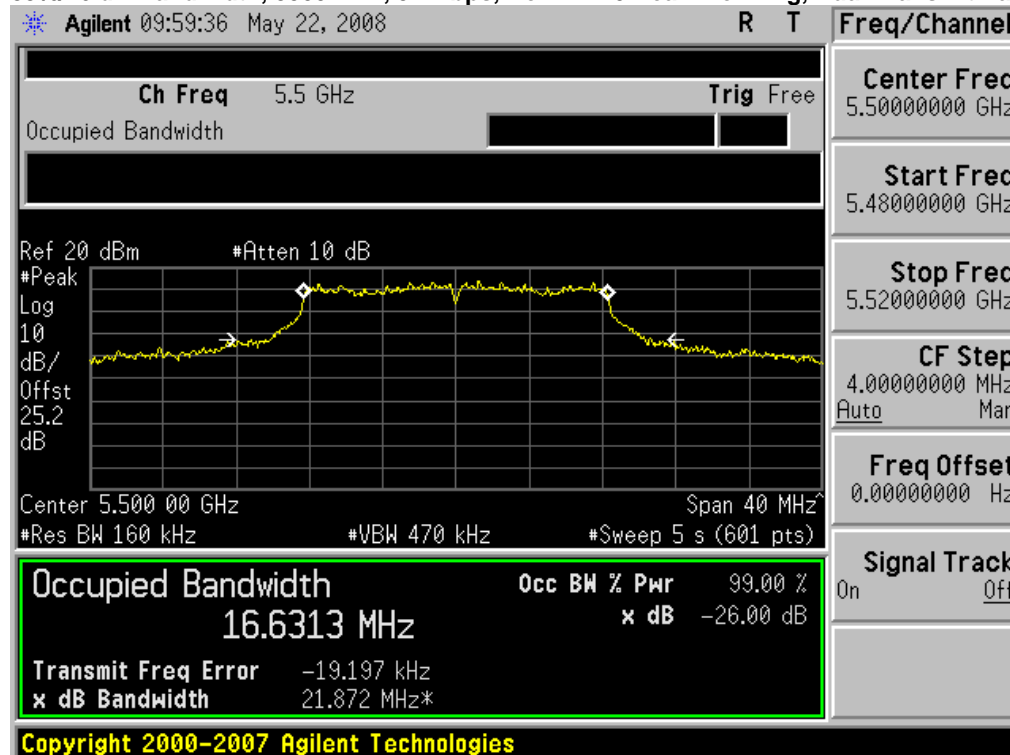 Agilent 09:59:36 May 22, 2008 R T Freq/Channel
Ch Freq 5.5 GHz Trig Free
Occupied Bandwidth
Center Freq
5.50000000 GHz
Start Freq
5.48000000 GHz
Stop Freq
5.52000000 GHz
CF Step
4.00000000 MHz
Auto Man
Freq Offset
0.00000000 Hz
Signal Track
On Off
Ref 20 dBm #Atten 10 dB
#Peak
Log
10
dB/
Offst
25.2
dB
Center 5.500 00 GHz Span 40 MHz^
#Res BW 160 kHz #VBW 470 kHz #Sweep 5 s (601 pts)
Occupied Bandwidth Occ BW % Pwr 99.00 %
16.6313 MHz x dB -26.00 dB
Transmit Freq Error -19.197 kHz
x dB Bandwidth 21.872 MHz*
Copyright 2000-2007 Agilent Technologies